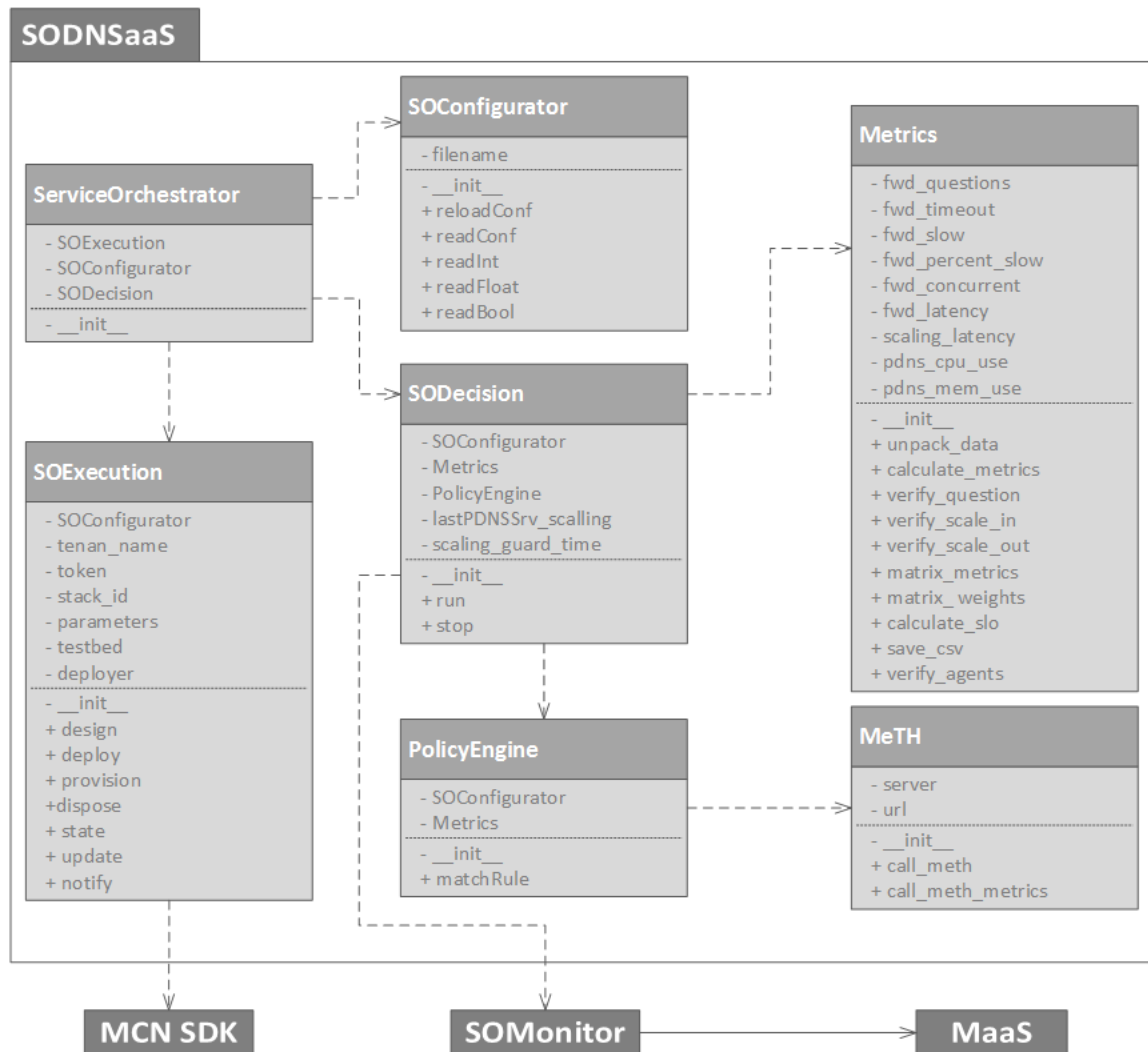 SODNSaaS
ServiceOrchestrator
- SOExecution
- SOConfigurator
- SODecision
- __init__
SOExecution
- SOConfigurator
- tenan_name
- token
- stack_id
- parameters
- testbed
- deployer
- __init__
+ design
+ deploy
+ provision
+dispose
+ state
+ update
+ notify
SOConfigurator
- filename
- __init__
+ reloadConf
+ readConf
+ readInt
+ readFloat
+ readBool
SODecision
- SOConfigurator
- Metrics
- PolicyEngine
- lastPDNSSrv_scalling
- scaling_guard_time
- __init__
+ run
+ stop
PolicyEngine
- SOConfigurator
- Metrics
- __init__
+ matchRule
Metrics
- fwd_questions
- fwd_timeout
- fwd_slow
- fwd_percent_slow
- fwd_concurrent
- fwd_latency
- scaling_latency
- pdns_cpu_use
- pdns_mem_use
- __init__
+ unpack_data
+ calculate_metrics
+ verify_question
+ verify_scale_in
+ verify_scale_out
+ matrix_metrics
+ matrix_ weights
+ calculate_slo
+ save_csv
+ verify_agents
MeTH
- server
- url
- __init__
+ call_meth
+ call_meth_metrics
MCN SDK
SOMonitor
MaaS